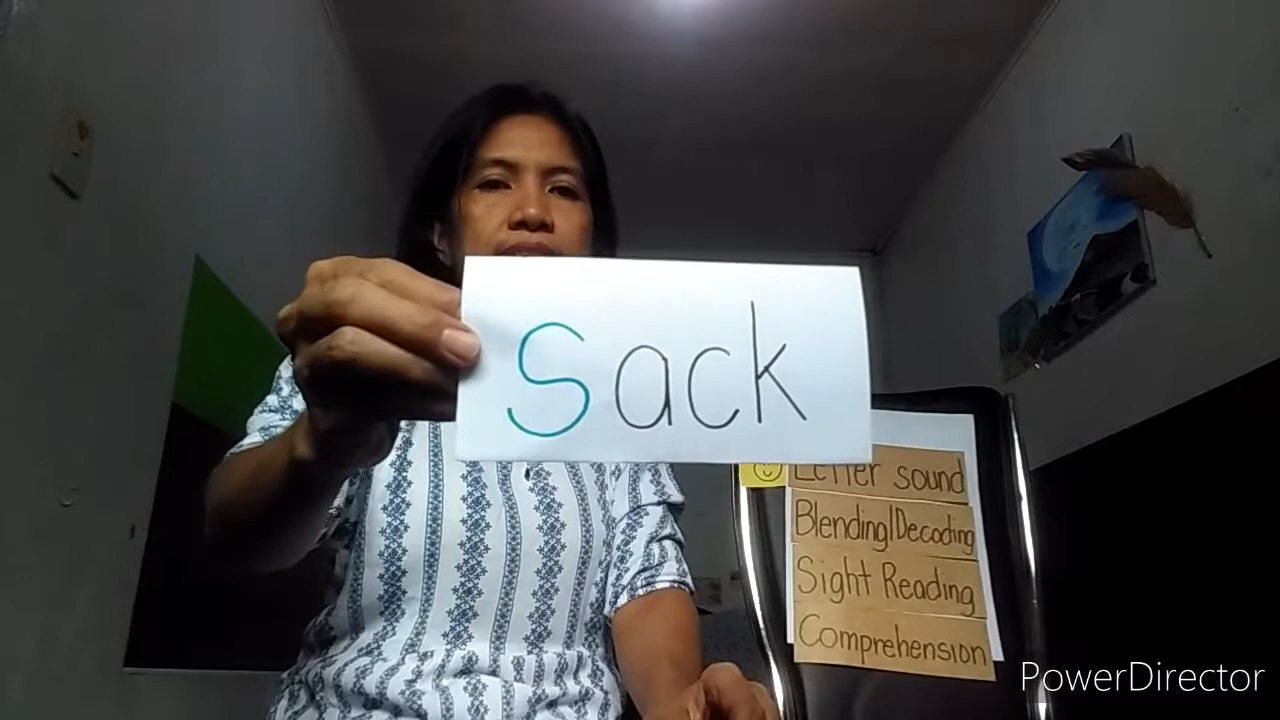 Sack
Letter sound
Blending/Decoding
Sight Reading
Comprehension
PowerDirector